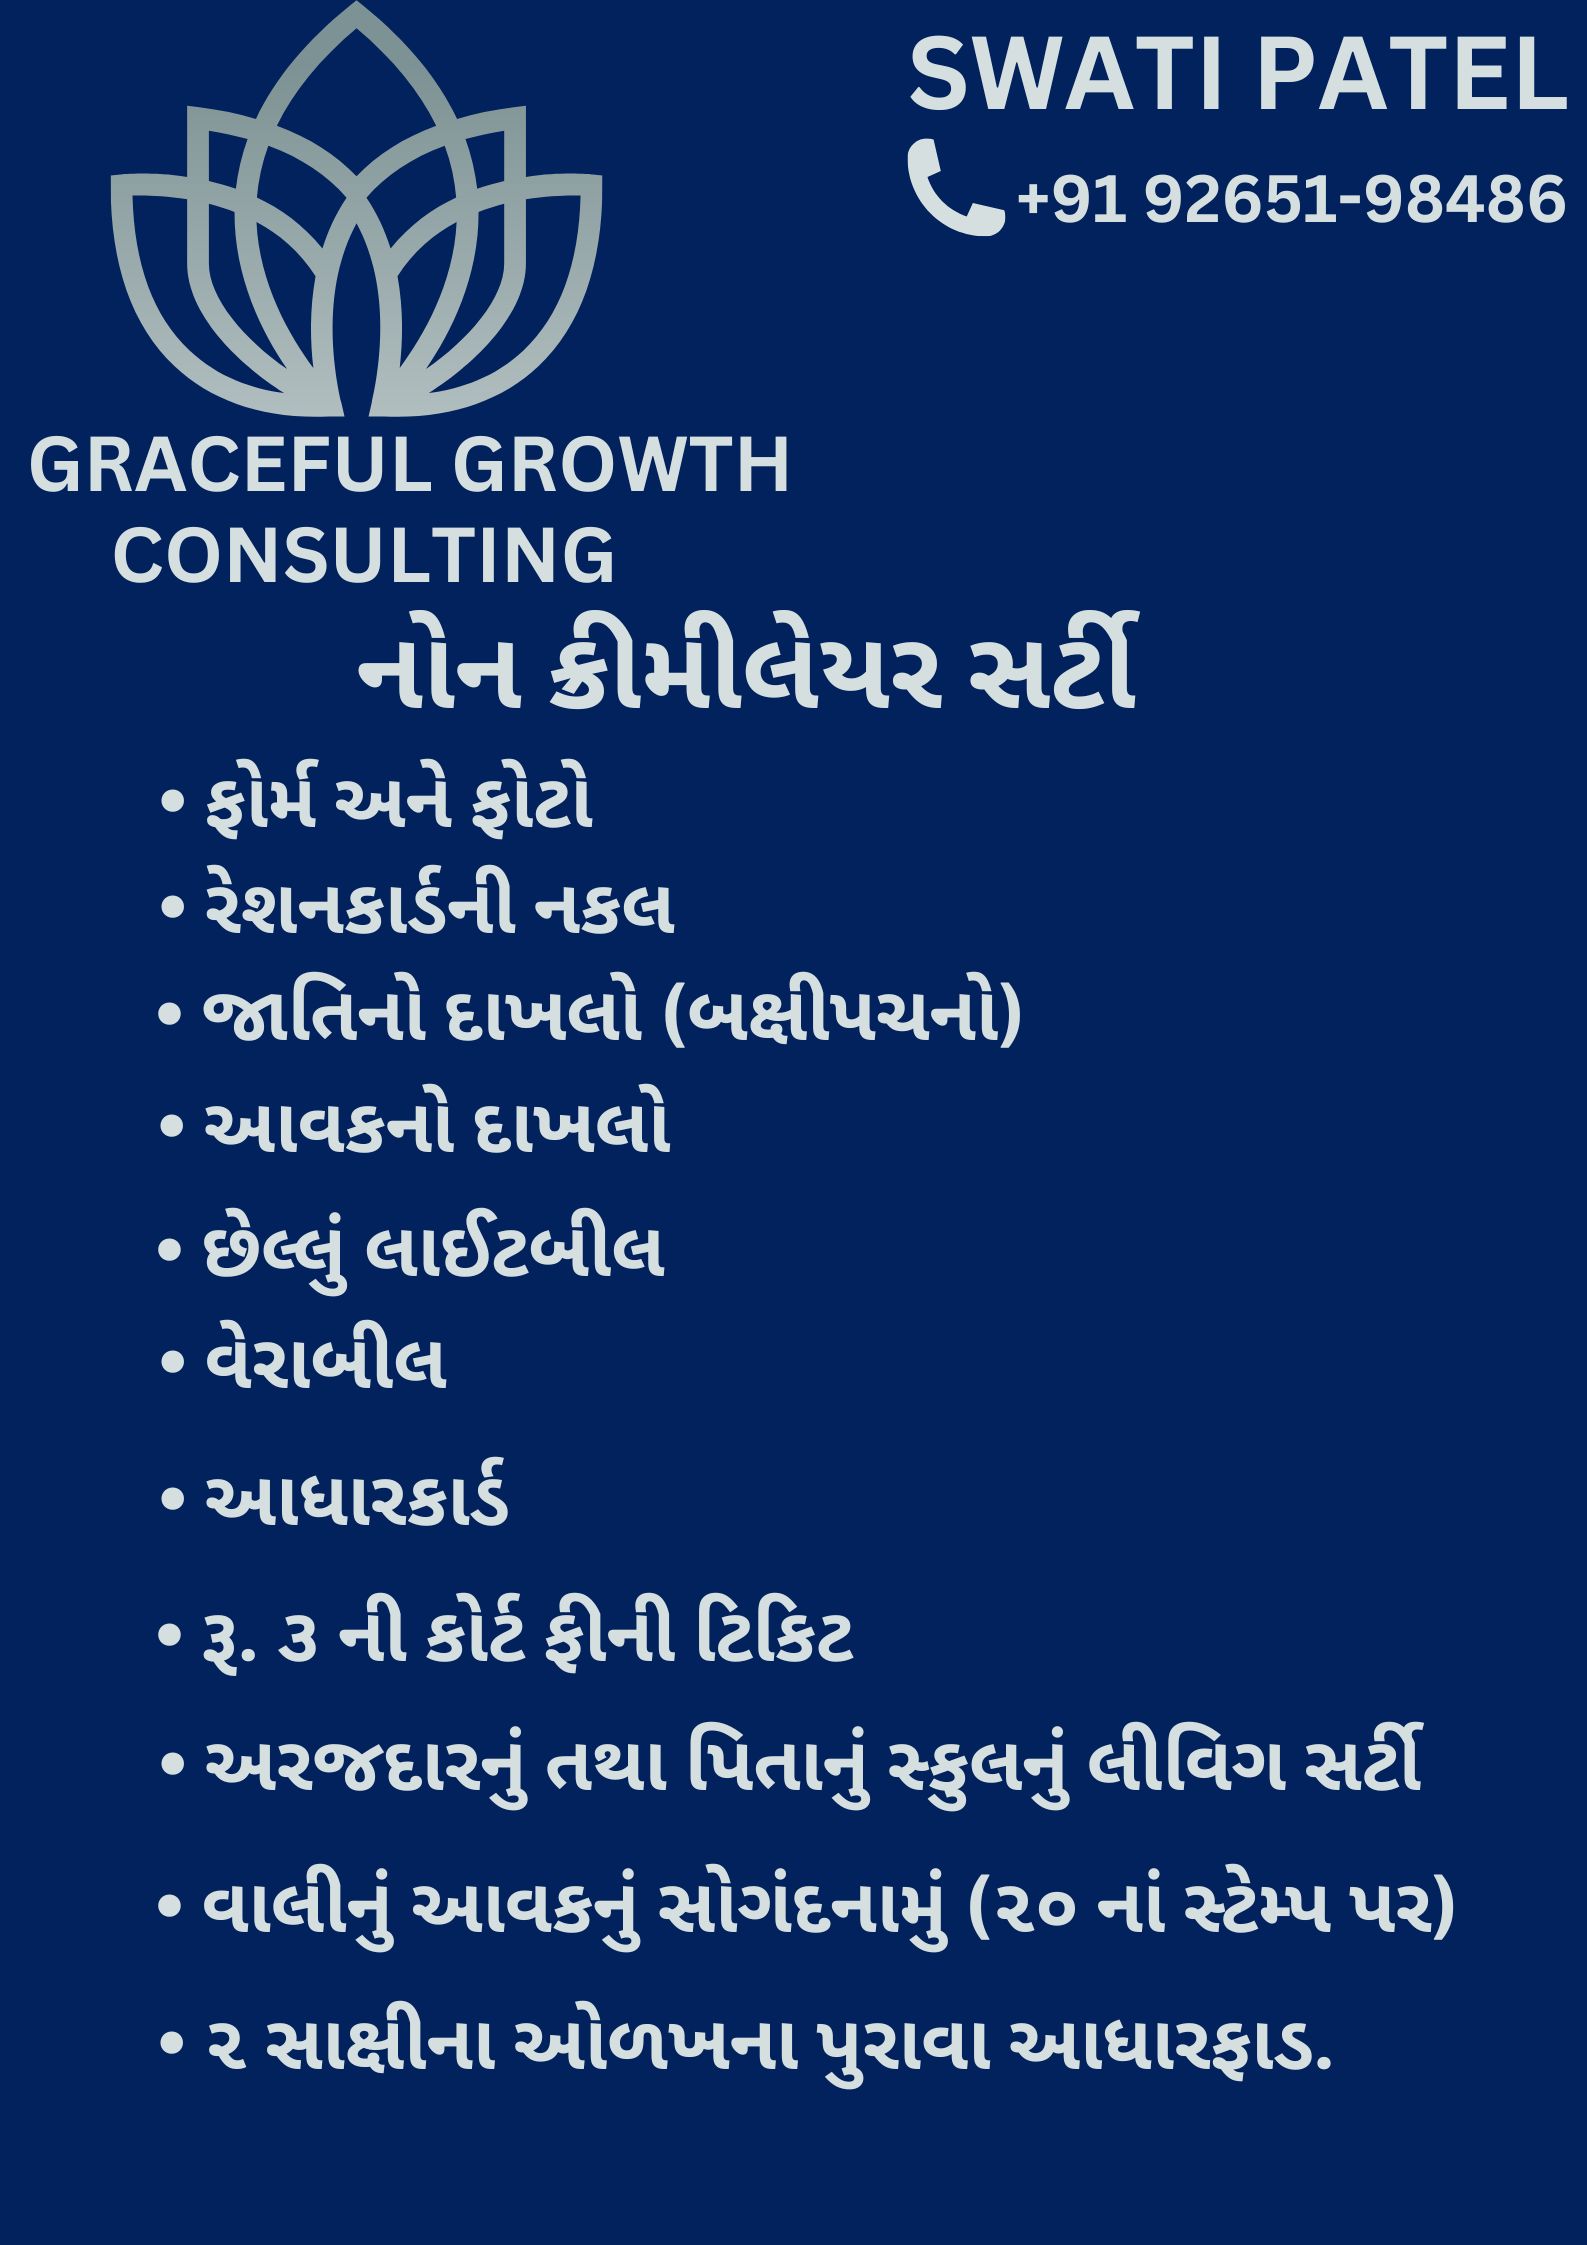 SWATI PATEL
+91 92651-98486
GRACEFUL GROWTH
CONSULTING
નોન ક્રીમીલેયર સર્ટી
• ફોર્મ અને ફોટો
• રેશનકાર્ડની નકલ
• જાતિનો દાખલો (બક્ષીપચનો)
• આવકનો દાખલો
• છેલ્લું લાઈટબીલ
• વેરાબીલ
• આધારકાર્ડ
• રૂ. ૩ ની કોર્ટ ફીની ટિકિટ
• અરજદારનું તથા પિતાનું સ્કુલનું લીવિગ સર્ટી
• વાલીનું આવકનું સોગંદનામું (૨૦ નાં સ્ટેમ્પ પર)
• ૨ સાક્ષીના ઓળખના પુરાવા આધારફાડ.